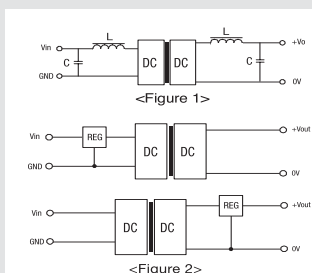 L
L
Vin
+Vo
C
DC
DC
C
GND
0V
<Figure 1>
Vin
REG
+Vout
DC
DC
GND
0V
Vin
REG
+Vout
DC
DC
GND
0V
<Figure 2>